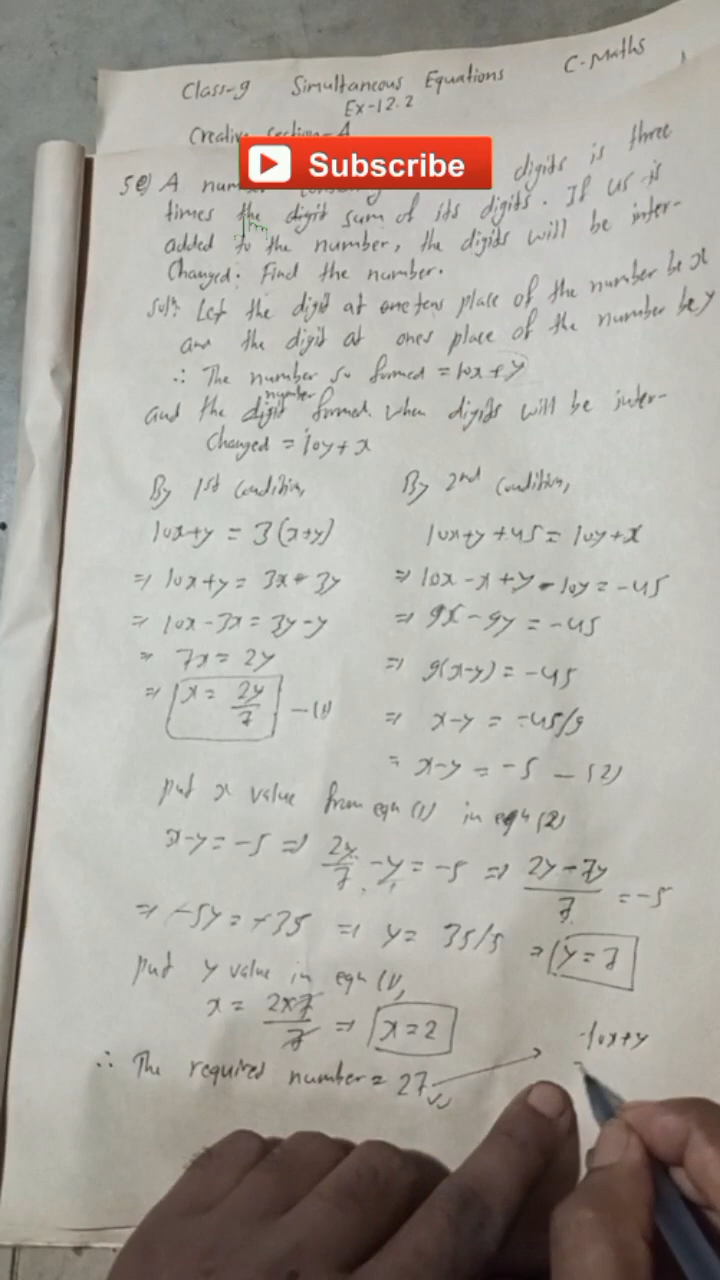 Class-9 Simultaneous Equations C-Maths
Ex-12.2
Creative Section-A
Subscribe
5e) A digits is three
times the digit sum of its digits. If 45 is
added to the number, the digits will be inter-
Changed. Find the number.
Solⁿ: Let the digit at tens place of the number be x
and the digit at ones place of the number be y
∴ The number so formed = 10x+y
number
and the digit formed when digits will be inter-
Changed = 10y+x
By 1st condition, By 2nd condition,
10x+y = 3(x+y) 10x+y+45 = 10y+x
⇒ 10x+y = 3x+3y ⇒ 10x-x+y-10y = -45
⇒ 10x-3x = 3y-y ⇒ 9x-9y = -45
⇒ 7x = 2y ⇒ 9(x-y) = -45
⇒ x = 2y/7 -(1) ⇒ x-y = -45/9
= x-y = -5 -(2)
put x value from eqn (1) in eqn (2)
x-y = -5 ⇒ 2y/7 - y = -5 ⇒ (2y-7y)/7 = -5
⇒ +5y = +35 ⇒ y = 35/5 ⇒ y = 7
put y value in eqn (1),
x = 2×7/7 ⇒ x = 2
10x+y
∴ The required number = 27
=